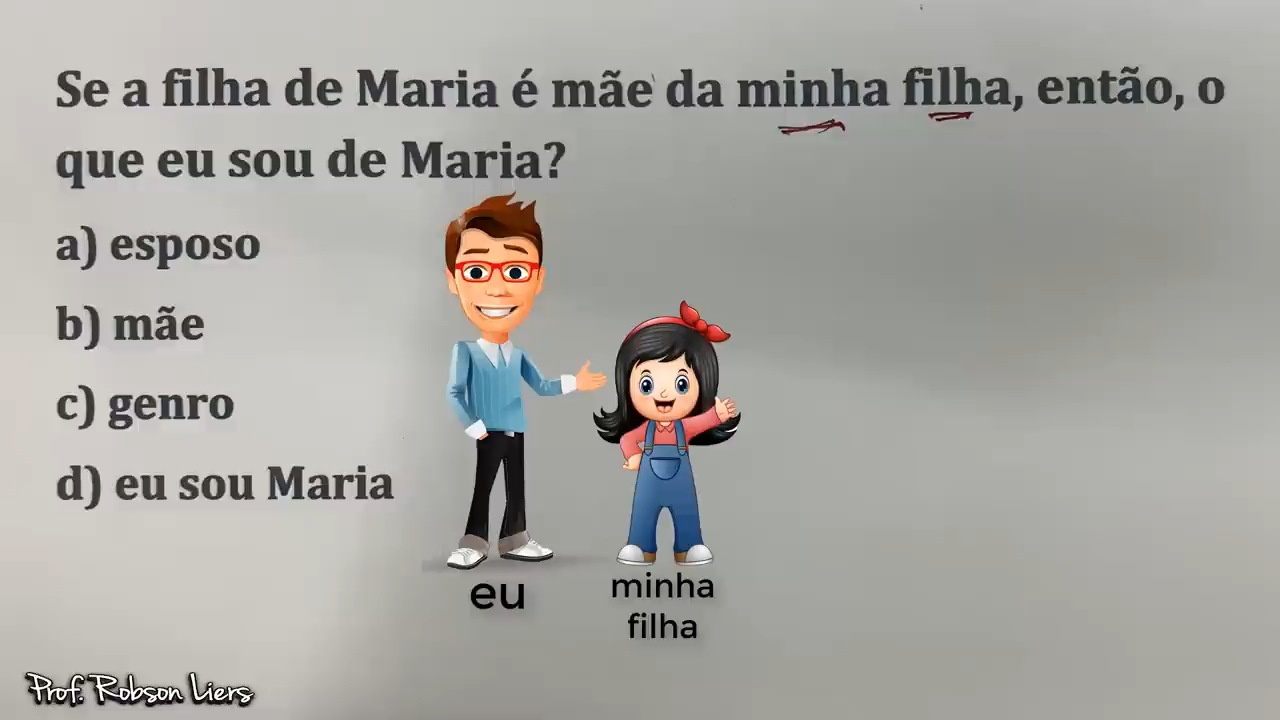 Se a filha de Maria é mãe da minha filha, então, o
que eu sou de Maria?
a) esposo
b) mãe
c) genro
d) eu sou Maria
eu
minha
filha
Prof. Robson Liers